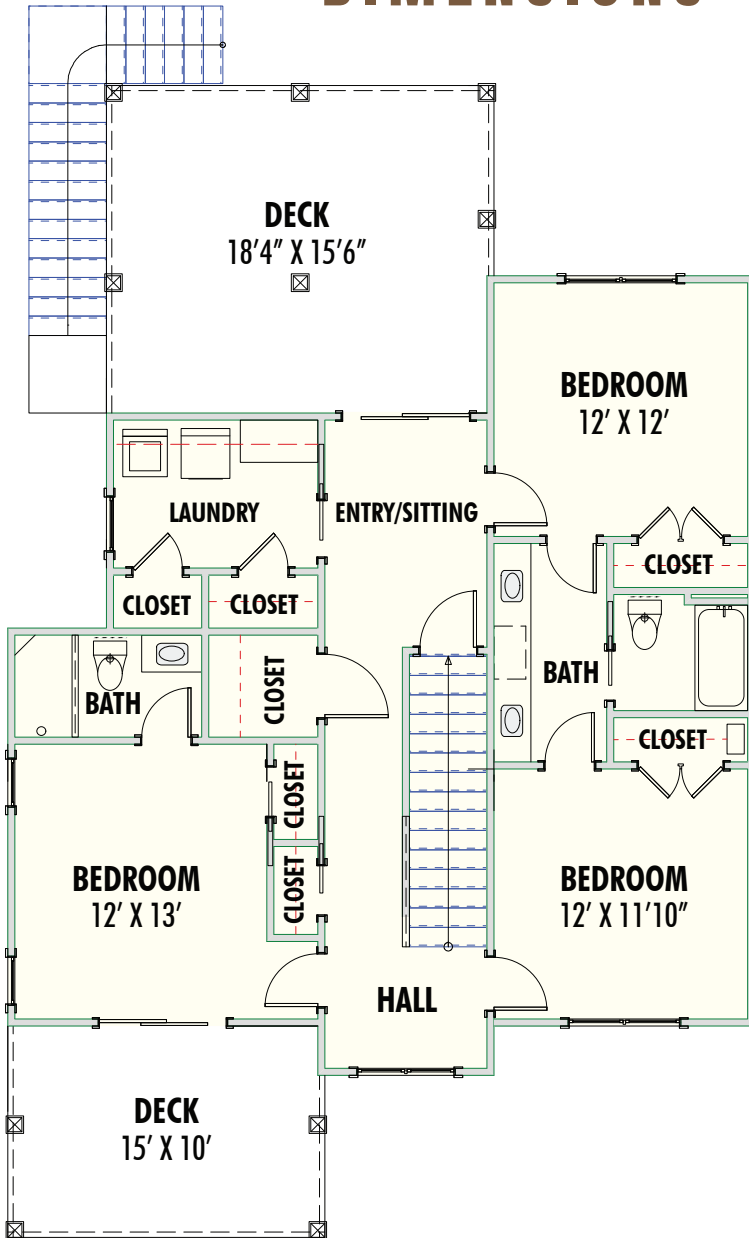 DIMENSIONS
DECK
18'4” X 15'6”
BEDROOM
12' X 12'
LAUNDRY
ENTRY/SITTING
CLOSET
CLOSET
CLOSET
BATH
CLOSET
BATH
CLOSET
CLOSET
BEDROOM
12' X 13'
CLOSET
BEDROOM
12' X 11'10”
HALL
DECK
15' X 10'